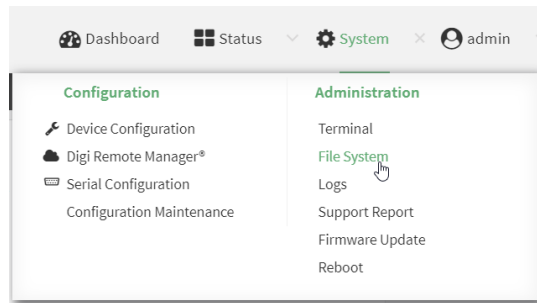 Dashboard Status System admin
Configuration
Device Configuration
Digi Remote Manager®
Serial Configuration
Configuration Maintenance
Administration
Terminal
File System
Logs
Support Report
Firmware Update
Reboot